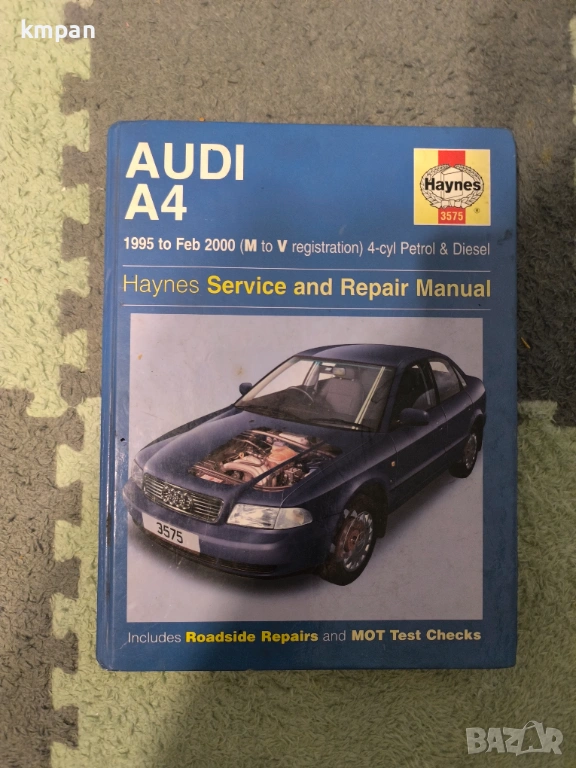 kmpan
AUDI
A4
Haynes
3575
®
1995 to Feb 2000 (M to V registration) 4-cyl Petrol & Diesel
Haynes Service and Repair Manual
3575
Includes Roadside Repairs and MOT Test Checks
BAZAR